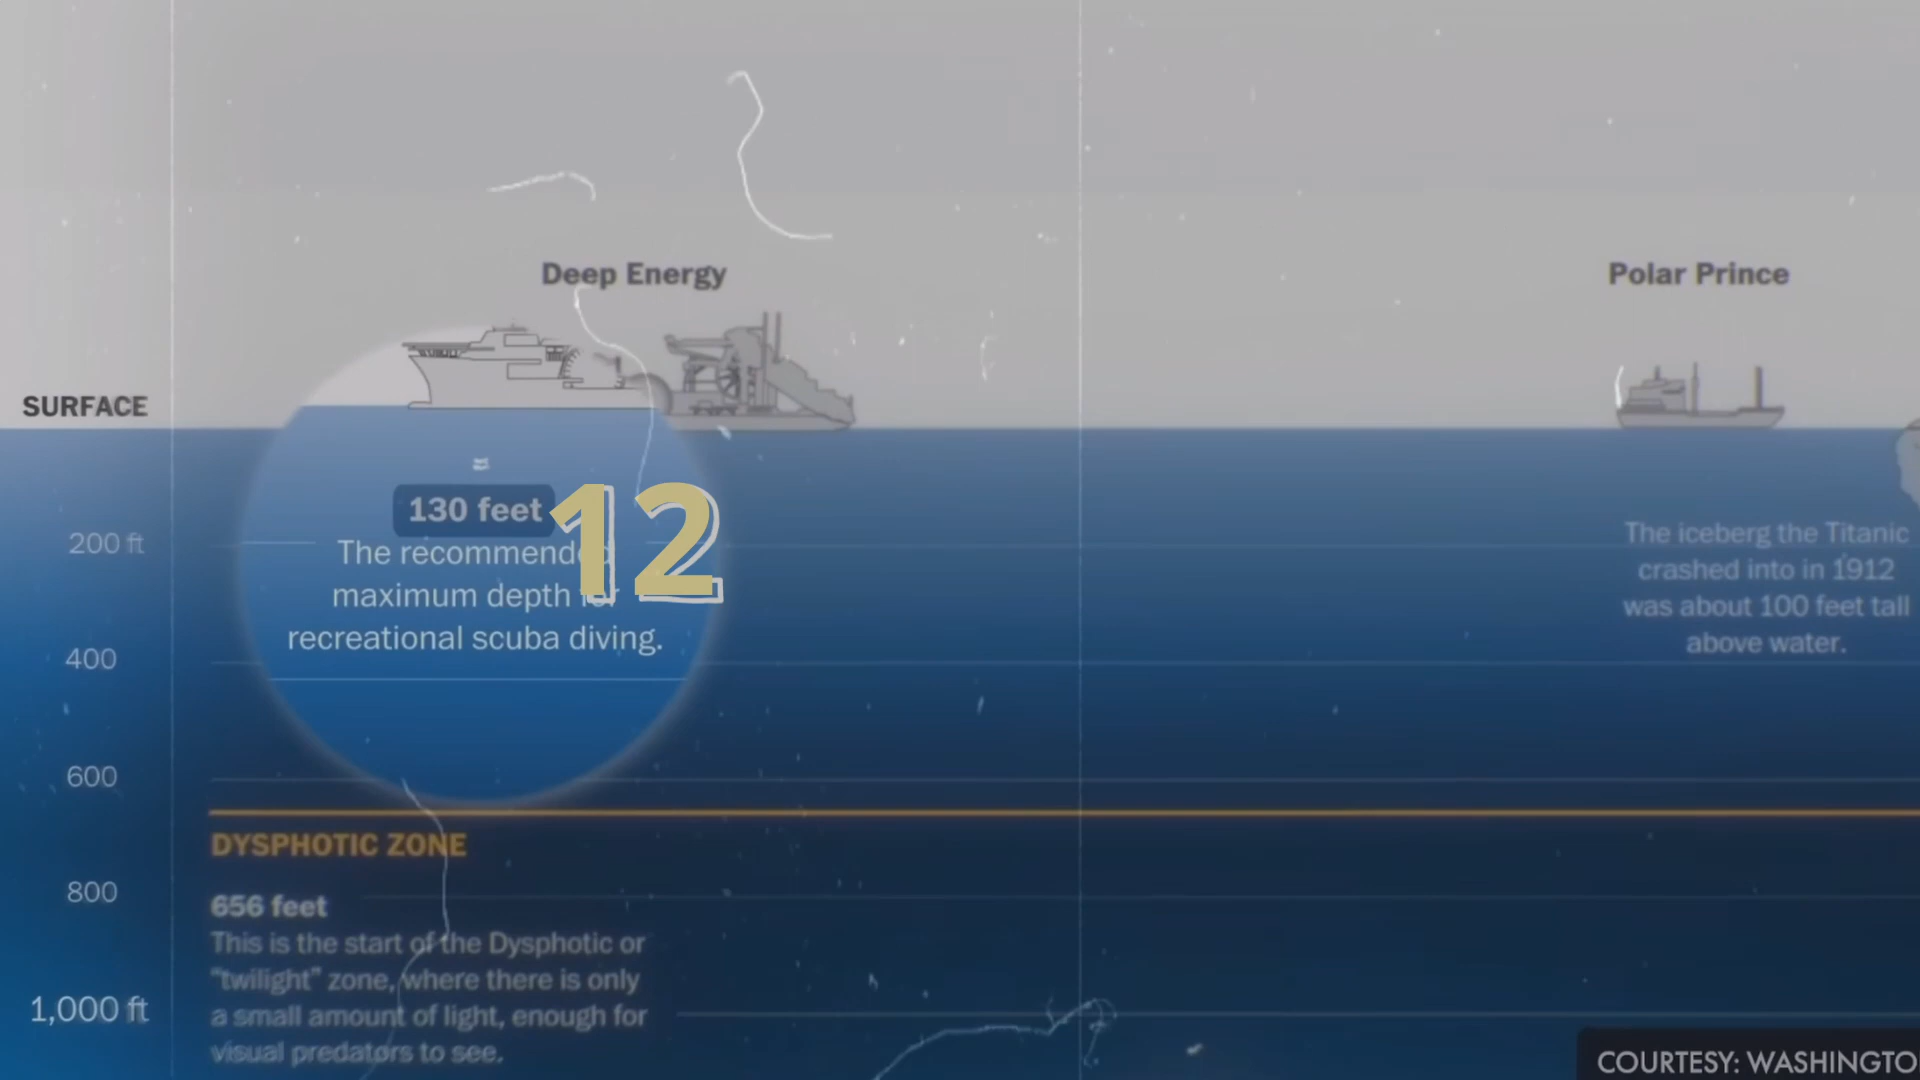 Deep Energy
Polar Prince
SURFACE
130 feet
12
The recommended
maximum depth for
recreational scuba diving.
200 ft
400
600
800
1,000 ft
The iceberg the Titanic
crashed into in 1912
was about 100 feet tall
above water.
DYSPHOTIC ZONE
656 feet
This is the start of the Dysphotic or
“twilight” zone, where there is only
a small amount of light, enough for
visual predators to see.
COURTESY: WASHINGTO